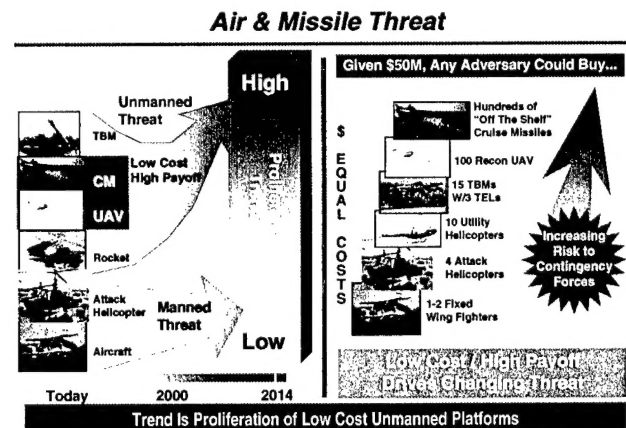 Air & Missile Threat
High
Unmanned
Threat
TBM
Low Cost
High Payoff
CM
UAV
Rocket
Attack
Helicopter
Manned
Threat
Aircraft
Low
Today
2000
2014
Given $50M, Any Adversary Could Buy...
$ EQUAL COSTS
Hundreds of
"Off The Shelf"
Cruise Missiles
100 Recon UAV
15 TBMs
W/3 TELs
10 Utility
Helicopters
4 Attack
Helicopters
1-2 Fixed
Wing Fighters
Increasing
Risk to
Contingency
Forces
Low Cost / High Payoff
Drives Changing Threat
Trend Is Proliferation of Low Cost Unmanned Platforms